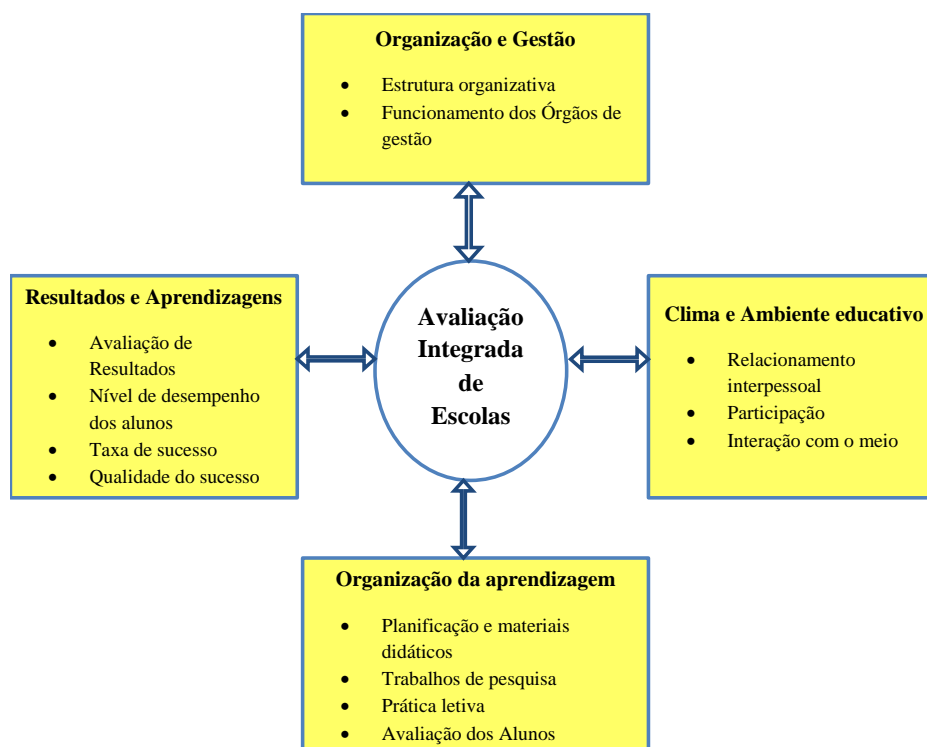 Organização e Gestão
• Estrutura organizativa
• Funcionamento dos Órgãos de
gestão
Resultados e Aprendizagens
• Avaliação de
Resultados
• Nível de desempenho
dos alunos
• Taxa de sucesso
• Qualidade do sucesso
Avaliação
Integrada
de
Escolas
Clima e Ambiente educativo
• Relacionamento
interpessoal
• Participação
• Interação com o meio
Organização da aprendizagem
• Planificação e materiais
didáticos
• Trabalhos de pesquisa
• Prática letiva
• Avaliação dos Alunos